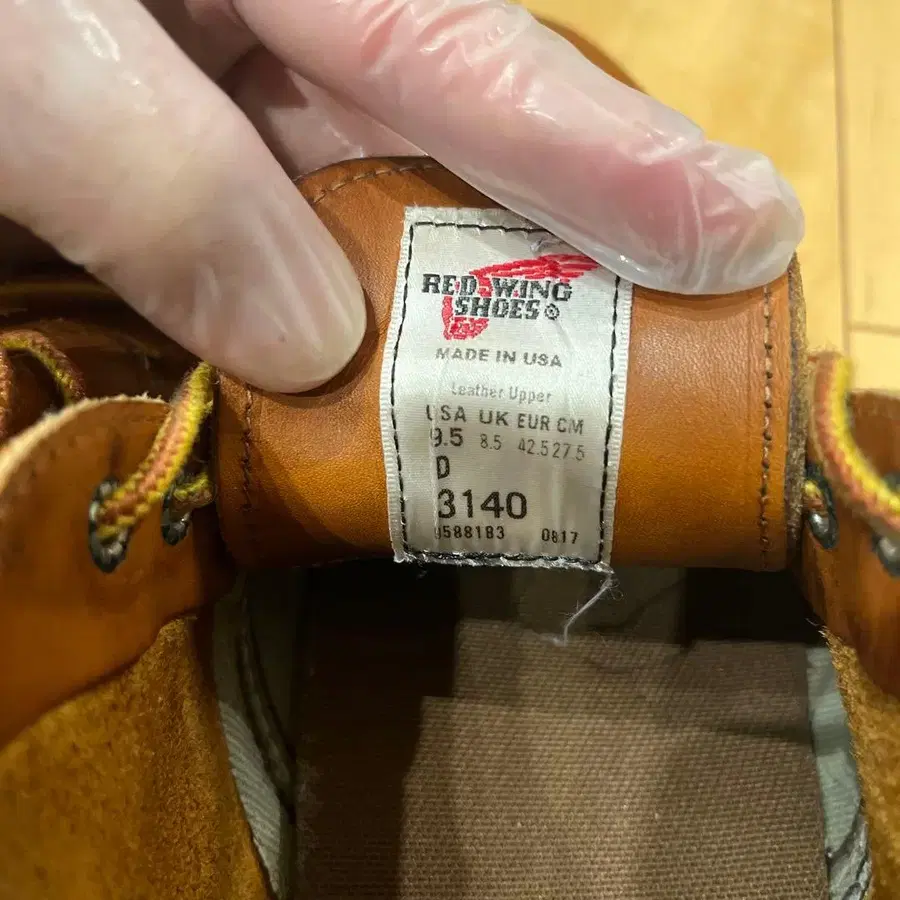 RED WING
SHOES®
MADE IN USA
Leather Upper
USA UK EUR CM
9.5 8.5 42.5 27.5
D
3140
588183 0817